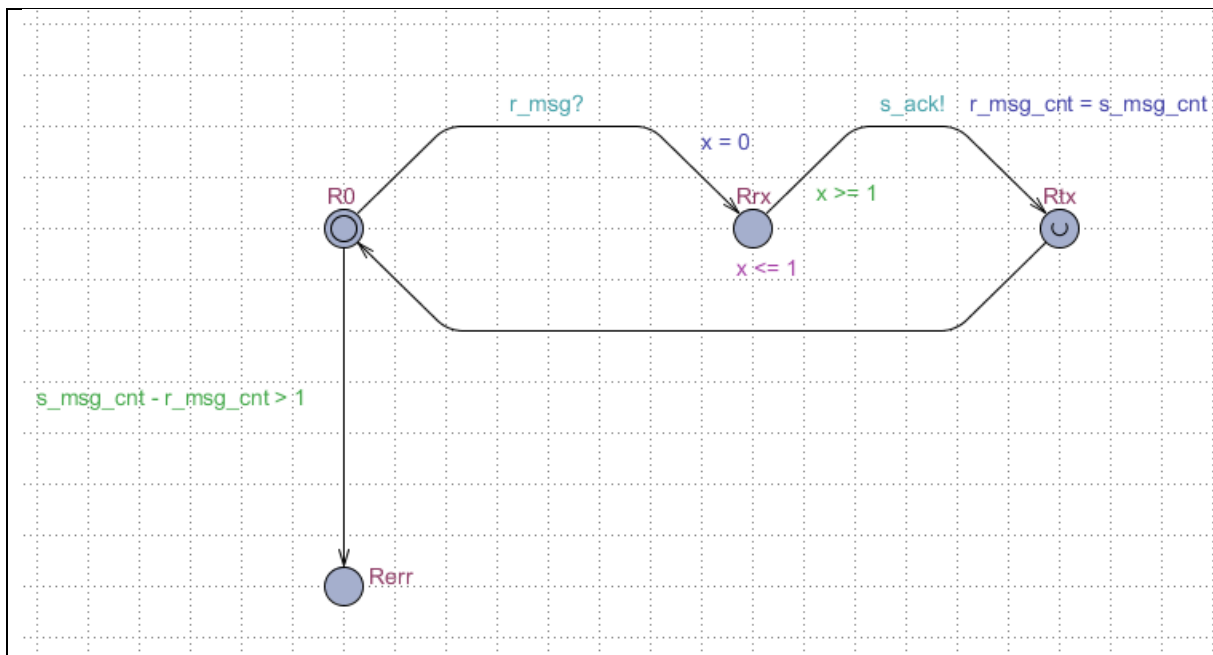 r_msg?
s_ack!
r_msg_cnt = s_msg_cnt
x = 0
R0
Rrx
x >= 1
Rtx
x <= 1
s_msg_cnt - r_msg_cnt > 1
Rerr